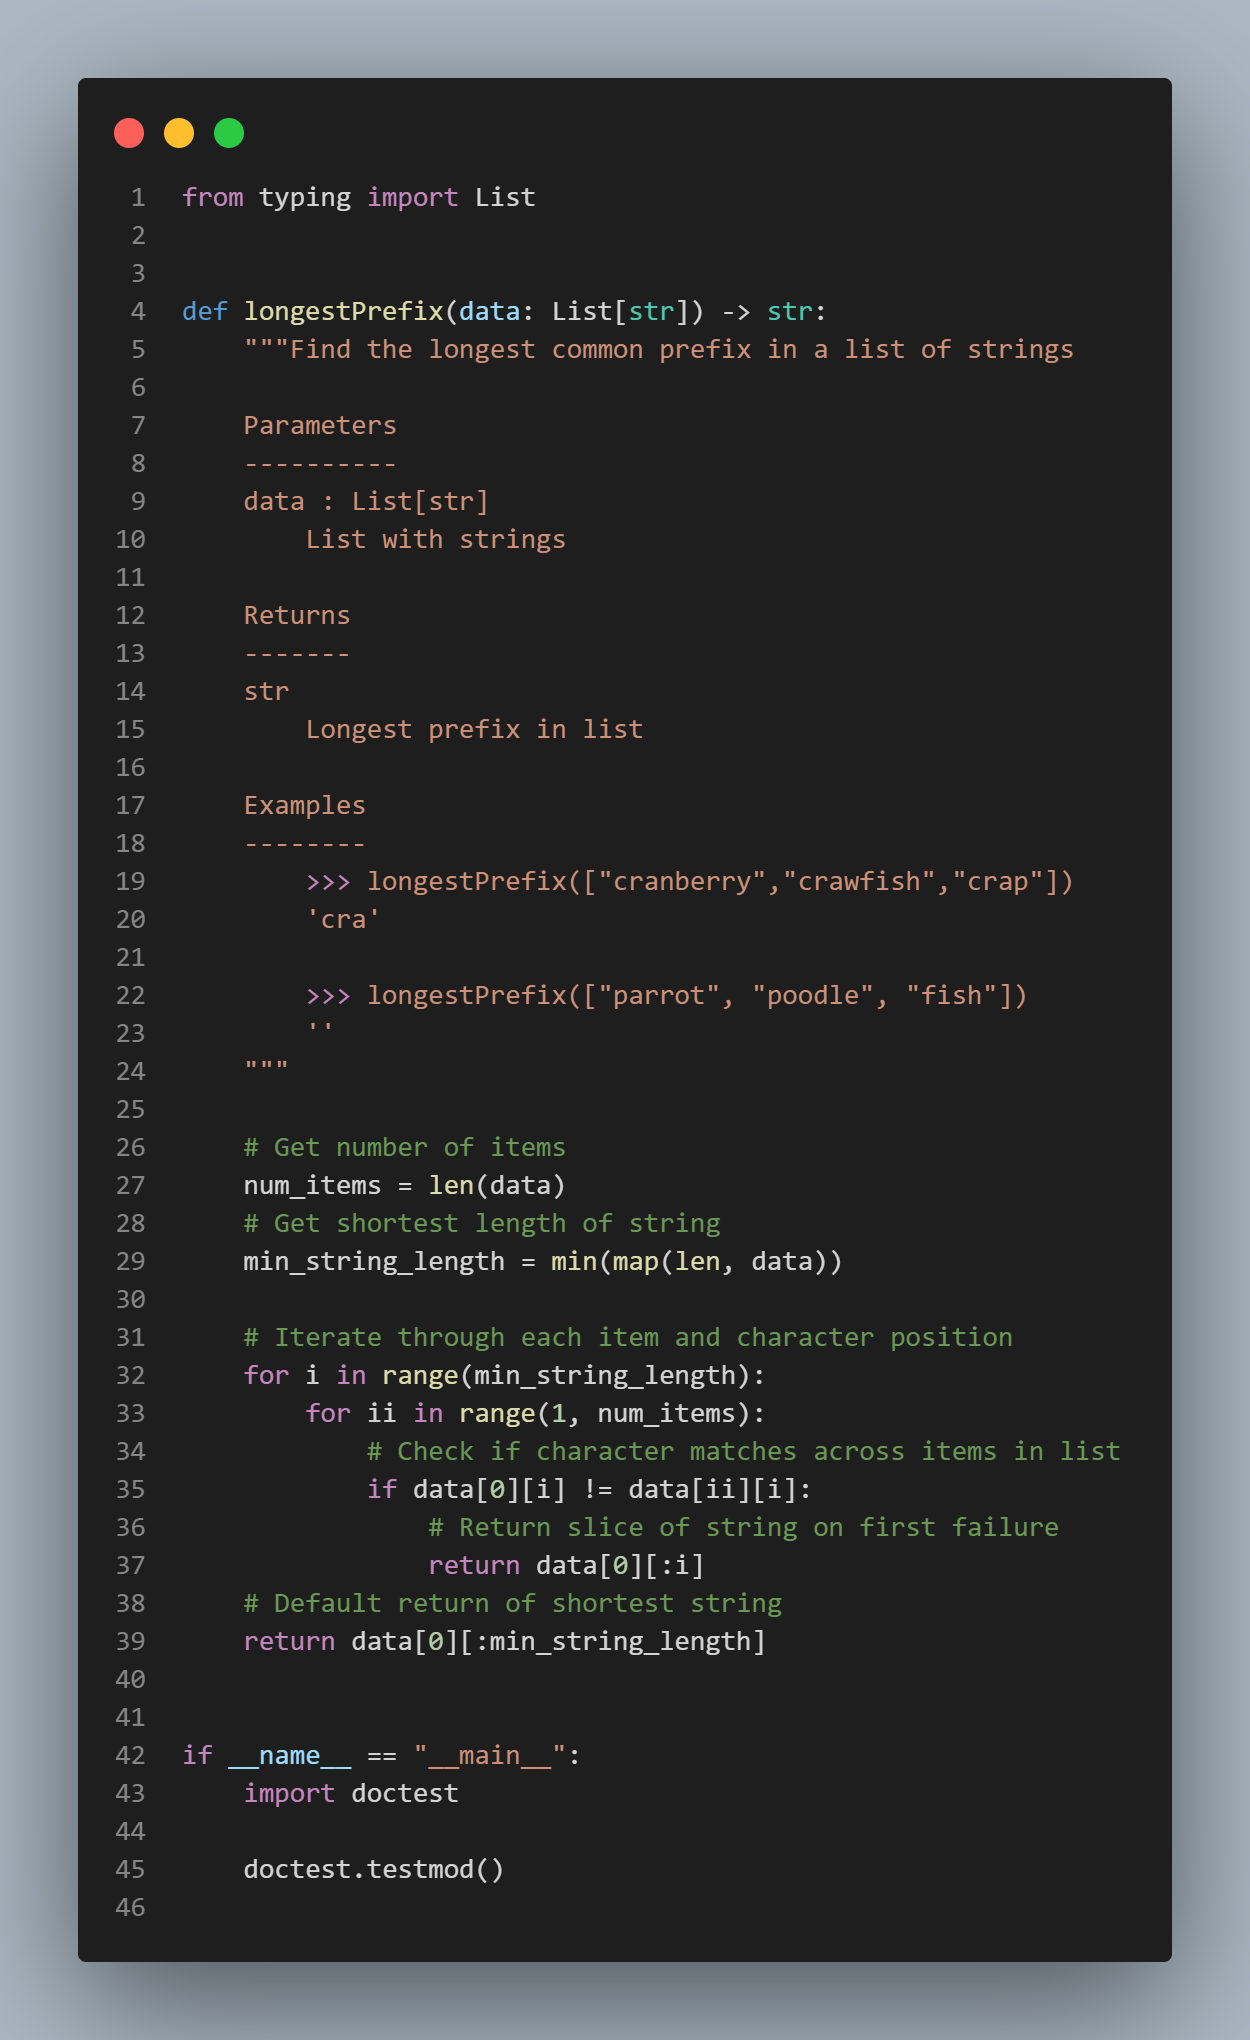 1 from typing import List
2
3
4 def longestPrefix(data: List[str]) -> str:
5     """Find the longest common prefix in a list of strings
6
7     Parameters
8     ----------
9     data : List[str]
10         List with strings
11
12     Returns
13     -------
14     str
15         Longest prefix in list
16
17     Examples
18     --------
19         >>> longestPrefix(["cranberry","crawfish","crap"])
20         'cra'
21
22         >>> longestPrefix(["parrot", "poodle", "fish"])
23         ''
24     """
25
26     # Get number of items
27     num_items = len(data)
28     # Get shortest length of string
29     min_string_length = min(map(len, data))
30
31     # Iterate through each item and character position
32     for i in range(min_string_length):
33         for ii in range(1, num_items):
34             # Check if character matches across items in list
35             if data[0][i] != data[ii][i]:
36                 # Return slice of string on first failure
37                 return data[0][:i]
38     # Default return of shortest string
39     return data[0][:min_string_length]
40
41
42 if __name__ == "__main__":
43     import doctest
44
45     doctest.testmod()
46